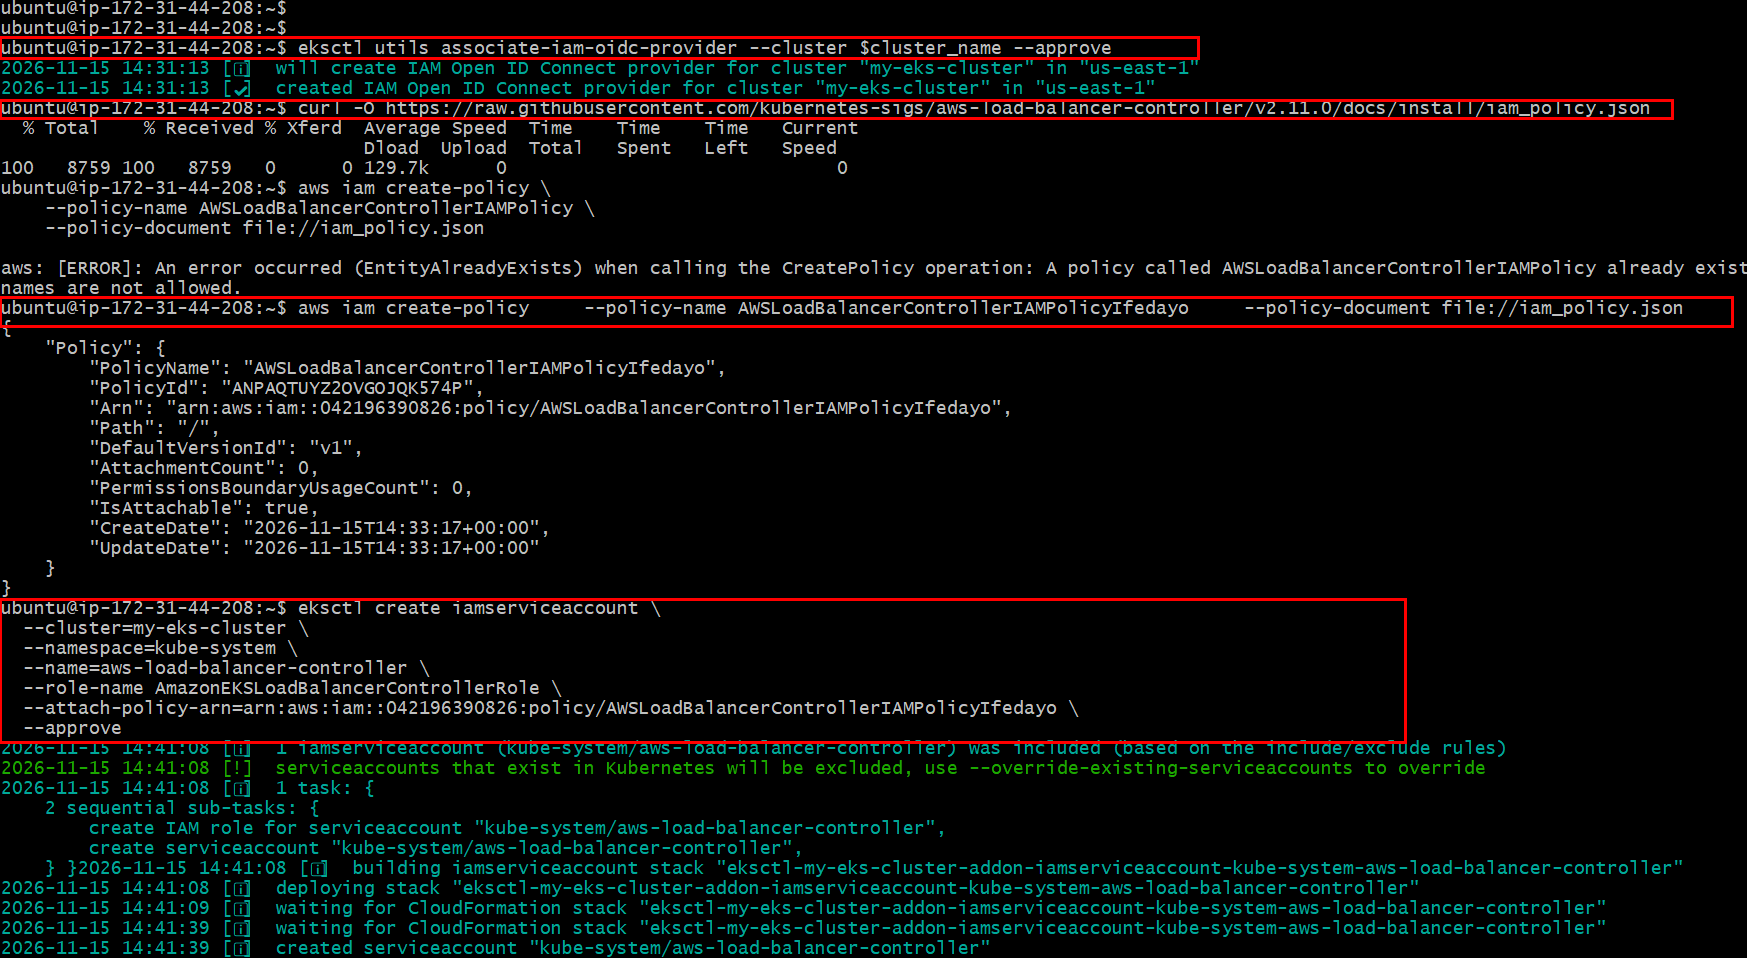 ubuntu@ip-172-31-44-208:~$
ubuntu@ip-172-31-44-208:~$
ubuntu@ip-172-31-44-208:~$ eksctl utils associate-iam-oidc-provider --cluster $cluster_name --approve
2026-11-15 14:31:13 [ℹ]  will create IAM Open ID Connect provider for cluster "my-eks-cluster" in "us-east-1"
2026-11-15 14:31:13 [✔]  created IAM Open ID Connect provider for cluster "my-eks-cluster" in "us-east-1"
ubuntu@ip-172-31-44-208:~$ curl -O https://raw.githubusercontent.com/kubernetes-sigs/aws-load-balancer-controller/v2.11.0/docs/install/iam_policy.json
  % Total    % Received % Xferd  Average Speed  Time    Time    Time   Current
                                 Dload  Upload  Total   Spent   Left   Speed
100   8759 100   8759   0      0 129.7k      0                              0
ubuntu@ip-172-31-44-208:~$ aws iam create-policy \
    --policy-name AWSLoadBalancerControllerIAMPolicy \
    --policy-document file://iam_policy.json
aws: [ERROR]: An error occurred (EntityAlreadyExists) when calling the CreatePolicy operation: A policy called AWSLoadBalancerControllerIAMPolicy already exist
names are not allowed.
ubuntu@ip-172-31-44-208:~$ aws iam create-policy     --policy-name AWSLoadBalancerControllerIAMPolicyIfedayo     --policy-document file://iam_policy.json
{
    "Policy": {
        "PolicyName": "AWSLoadBalancerControllerIAMPolicyIfedayo",
        "PolicyId": "ANPAQTUYZ2OVGOJQK574P",
        "Arn": "arn:aws:iam::042196390826:policy/AWSLoadBalancerControllerIAMPolicyIfedayo",
        "Path": "/",
        "DefaultVersionId": "v1",
        "AttachmentCount": 0,
        "PermissionsBoundaryUsageCount": 0,
        "IsAttachable": true,
        "CreateDate": "2026-11-15T14:33:17+00:00",
        "UpdateDate": "2026-11-15T14:33:17+00:00"
    }
}
ubuntu@ip-172-31-44-208:~$ eksctl create iamserviceaccount \
  --cluster=my-eks-cluster \
  --namespace=kube-system \
  --name=aws-load-balancer-controller \
  --role-name AmazonEKSLoadBalancerControllerRole \
  --attach-policy-arn=arn:aws:iam::042196390826:policy/AWSLoadBalancerControllerIAMPolicyIfedayo \
  --approve
2026-11-15 14:41:08 [ℹ]  1 iamserviceaccount (kube-system/aws-load-balancer-controller) was included (based on the include/exclude rules)
2026-11-15 14:41:08 [!]  serviceaccounts that exist in Kubernetes will be excluded, use --override-existing-serviceaccounts to override
2026-11-15 14:41:08 [ℹ]  1 task: {
    2 sequential sub-tasks: {
        create IAM role for serviceaccount "kube-system/aws-load-balancer-controller",
        create serviceaccount "kube-system/aws-load-balancer-controller",
    } }2026-11-15 14:41:08 [ℹ]  building iamserviceaccount stack "eksctl-my-eks-cluster-addon-iamserviceaccount-kube-system-aws-load-balancer-controller"
2026-11-15 14:41:08 [ℹ]  deploying stack "eksctl-my-eks-cluster-addon-iamserviceaccount-kube-system-aws-load-balancer-controller"
2026-11-15 14:41:09 [ℹ]  waiting for CloudFormation stack "eksctl-my-eks-cluster-addon-iamserviceaccount-kube-system-aws-load-balancer-controller"
2026-11-15 14:41:39 [ℹ]  waiting for CloudFormation stack "eksctl-my-eks-cluster-addon-iamserviceaccount-kube-system-aws-load-balancer-controller"
2026-11-15 14:41:39 [ℹ]  created serviceaccount "kube-system/aws-load-balancer-controller"